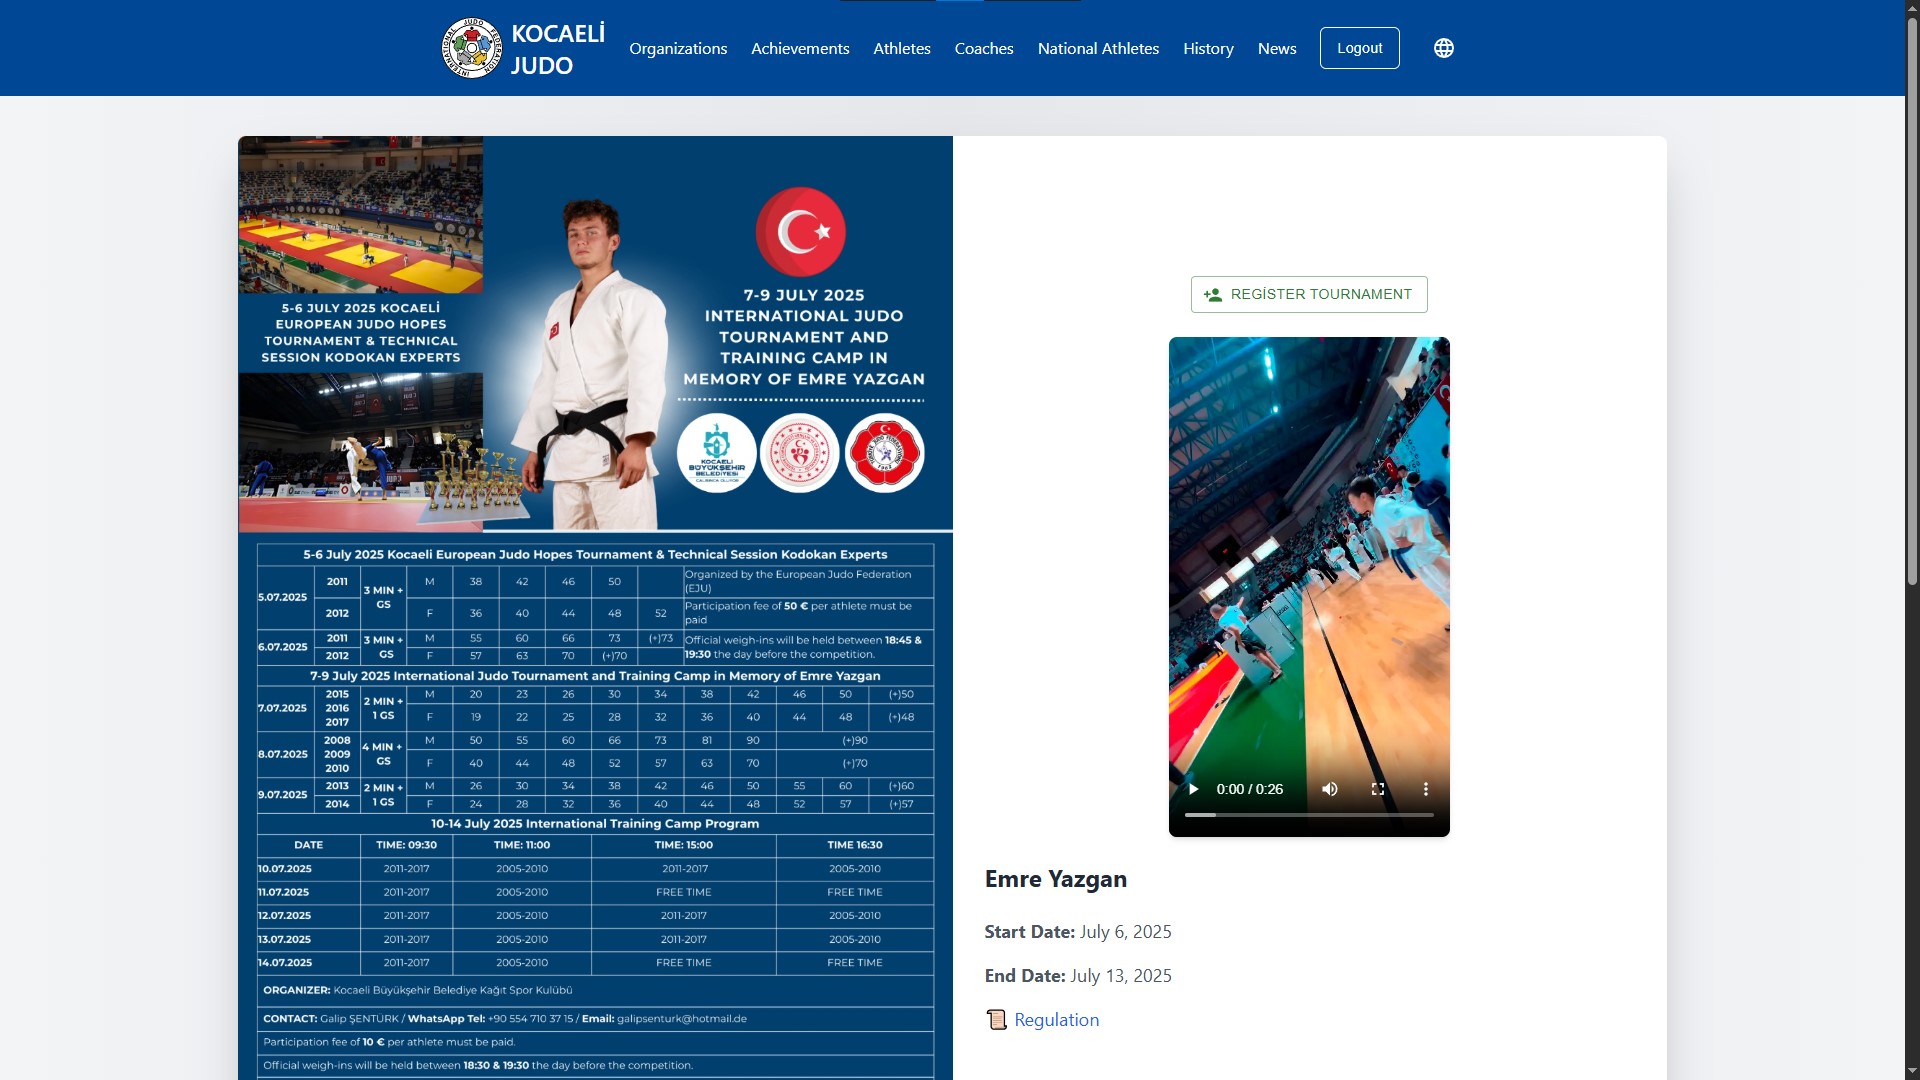 KOCAELİ
JUDO
Organizations
Achievements
Athletes
Coaches
National Athletes
History
News
Logout
5-6 JULY 2025 KOCAELİ
EUROPEAN JUDO HOPES
TOURNAMENT & TECHNICAL
SESSION KODOKAN EXPERTS
7-9 JULY 2025
INTERNATIONAL JUDO
TOURNAMENT AND
TRAINING CAMP IN
MEMORY OF EMRE YAZGAN
KOCAELİ
BÜYÜKŞEHİR
BELEDİYESİ
5-6 July 2025 Kocaeli European Judo Hopes Tournament & Technical Session Kodokan Experts
5.07.2025 2011 3 MIN + GS M 38 42 46 50 Organized by the European Judo Federation (EJU)
2012 F 36 40 44 48 52 Participation fee of 50 € per athlete must be paid
6.07.2025 2011 3 MIN + GS M 55 60 66 73 (+)73 Official weigh-ins will be held between 18:45 & 19:30 the day before the competition.
2012 F 57 63 70 (+)70
7-9 July 2025 International Judo Tournament and Training Camp in Memory of Emre Yazgan
7.07.2025 2015 2016 2017 2 MIN + 1 GS M 20 23 26 30 34 38 42 46 50 (+)50
F 19 22 25 28 32 36 40 44 48 (+)48
8.07.2025 2008 2009 2010 4 MIN + GS M 50 55 60 66 73 81 90 (+)90
F 40 44 48 52 57 63 70 (+)70
9.07.2025 2013 2 MIN + 1 GS M 26 30 34 38 42 46 50 55 60 (+)60
2014 F 24 28 32 36 40 44 48 52 57 (+)57
10-14 July 2025 International Training Camp Program
DATE TIME: 09:30 TIME: 11:00 TIME: 15:00 TIME 16:30
10.07.2025 2011-2017 2005-2010 2011-2017 2005-2010
11.07.2025 2011-2017 2005-2010 FREE TIME FREE TIME
12.07.2025 2011-2017 2005-2010 2011-2017 2005-2010
13.07.2025 2011-2017 2005-2010 2011-2017 2005-2010
14.07.2025 2011-2017 2005-2010 FREE TIME FREE TIME
ORGANIZER: Kocaeli Büyükşehir Belediye Kağıt Spor Kulübü
CONTACT: Galip ŞENTÜRK / WhatsApp Tel: +90 554 710 37 15 / Email: galipsenturk@hotmail.de
Participation fee of 10 € per athlete must be paid.
Official weigh-ins will be held between 18:30 & 19:30 the day before the competition.
REGİSTER TOURNAMENT
0:00 / 0:26
Emre Yazgan
Start Date: July 6, 2025
End Date: July 13, 2025
Regulation